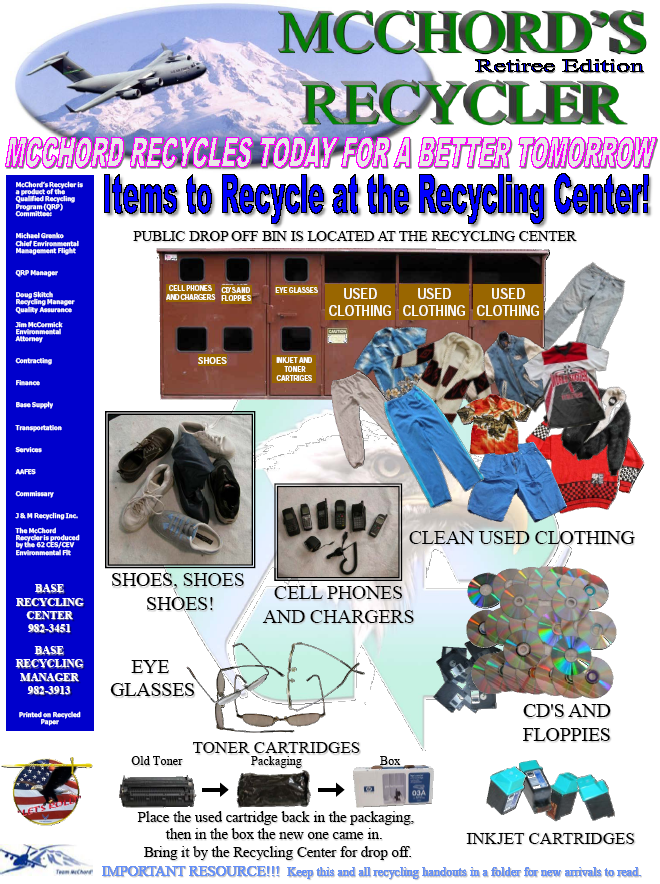 MCCHORD'S
Retiree Edition
RECYCLER
MCCHORD RECYCLES TODAY FOR A BETTER TOMORROW
McChord's Recycler is
a product of the
Qualified Recycling
Program (QRP)
Committee:
Michael Grenko
Chief Environmental
Management Flight
QRP Manager
Doug Skitch
Recycling Manager
Quality Assurance
Jim McCormick
Environmental
Attorney
Contracting
Finance
Base Supply
Transportation
Services
AAFES
Commissary
J & M Recycling Inc.
The McChord
Recycler is produced
by the 62 CES/CEV
Environmental Flt
BASE
RECYCLING
CENTER
982-3451
BASE
RECYCLING
MANAGER
982-3913
Printed on Recycled
Paper
LET'S ROLL
Team McChord!
Items to Recycle at the Recycling Center!
PUBLIC DROP OFF BIN IS LOCATED AT THE RECYCLING CENTER
CELL PHONES
AND CHARGERS
CD'S AND
FLOPPIES
EYE GLASSES
USED
CLOTHING
USED
CLOTHING
USED
CLOTHING
CAUTION
SHOES
INKJET AND
TONER
CARTRIGES
SHOES, SHOES
SHOES!
CELL PHONES
AND CHARGERS
CLEAN USED CLOTHING
EYE
GLASSES
CD'S AND
FLOPPIES
TONER CARTRIDGES
Old Toner
Packaging
Box
03A
Place the used cartridge back in the packaging,
then in the box the new one came in.
Bring it by the Recycling Center for drop off.
INKJET CARTRIDGES
IMPORTANT RESOURCE!!! Keep this and all recycling handouts in a folder for new arrivals to read.